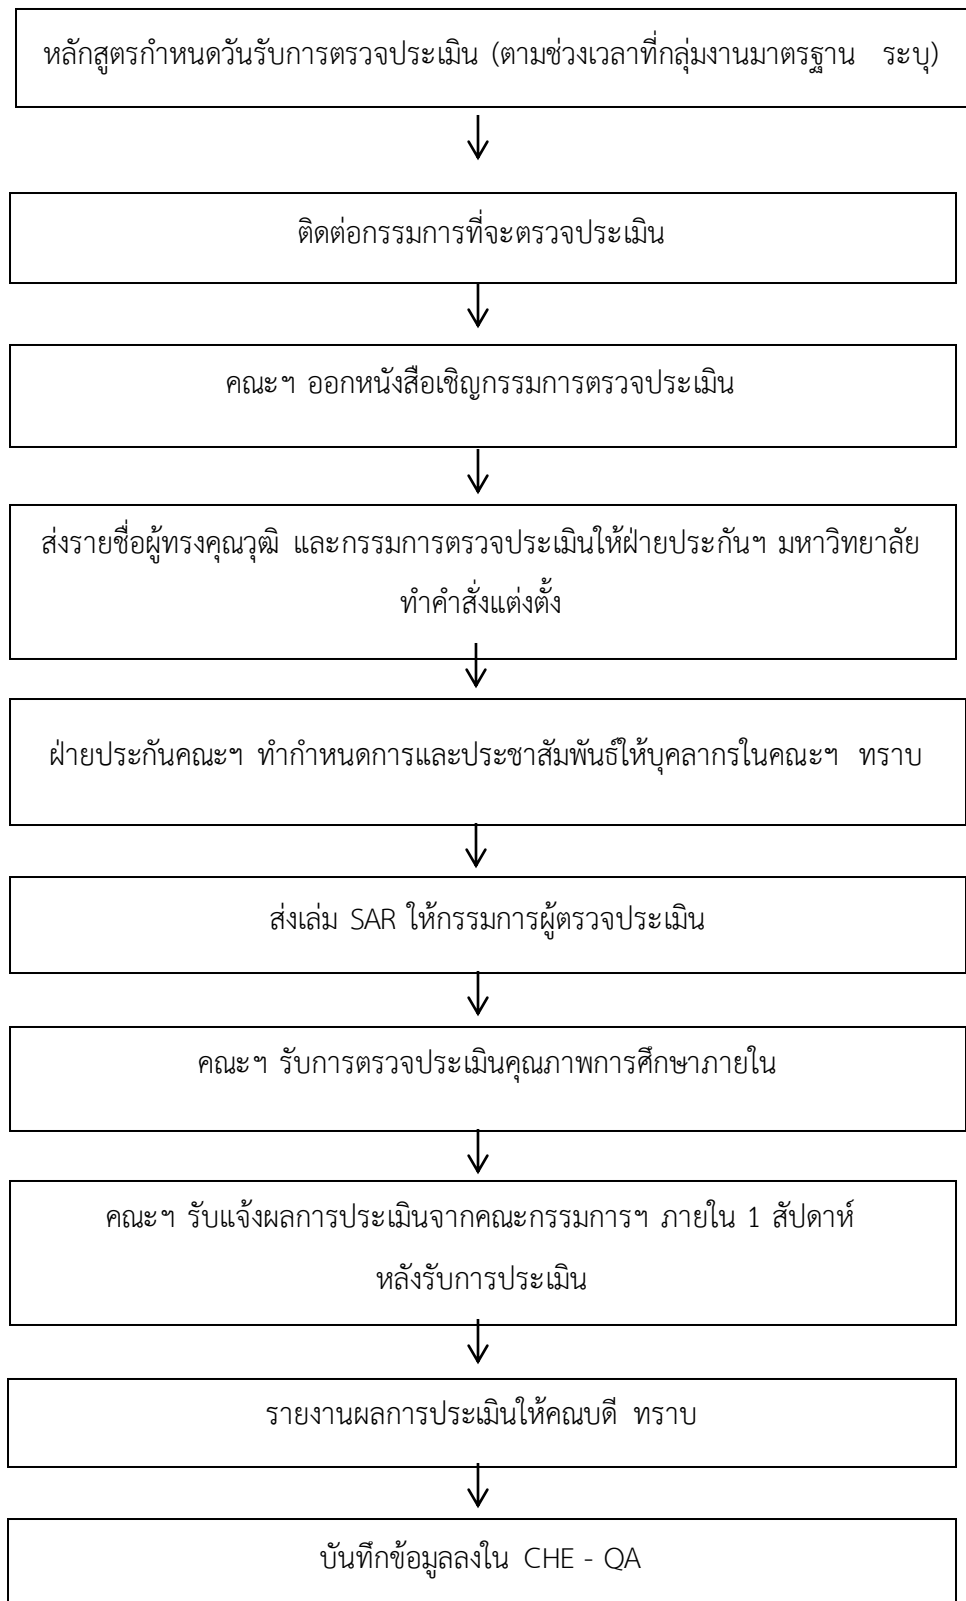 หลักสูตรกำหนดวันรับการตรวจประเมิน (ตามช่วงเวลาที่กลุ่มงานมาตรฐาน ระบุ)
ติดต่อกรรมการที่จะตรวจประเมิน
คณะฯ ออกหนังสือเชิญกรรมการตรวจประเมิน
ส่งรายชื่อผู้ทรงคุณวุฒิ และกรรมการตรวจประเมินให้ฝ่ายประกันฯ มหาวิทยาลัย
ทำคำสั่งแต่งตั้ง
ฝ่ายประกันคณะฯ ทำกำหนดการและประชาสัมพันธ์ให้บุคลากรในคณะฯ ทราบ
ส่งเล่ม SAR ให้กรรมการผู้ตรวจประเมิน
คณะฯ รับการตรวจประเมินคุณภาพการศึกษาภายใน
คณะฯ รับแจ้งผลการประเมินจากคณะกรรมการฯ ภายใน 1 สัปดาห์
หลังรับการประเมิน
รายงานผลการประเมินให้คณบดี ทราบ
บันทึกข้อมูลลงใน CHE - QA